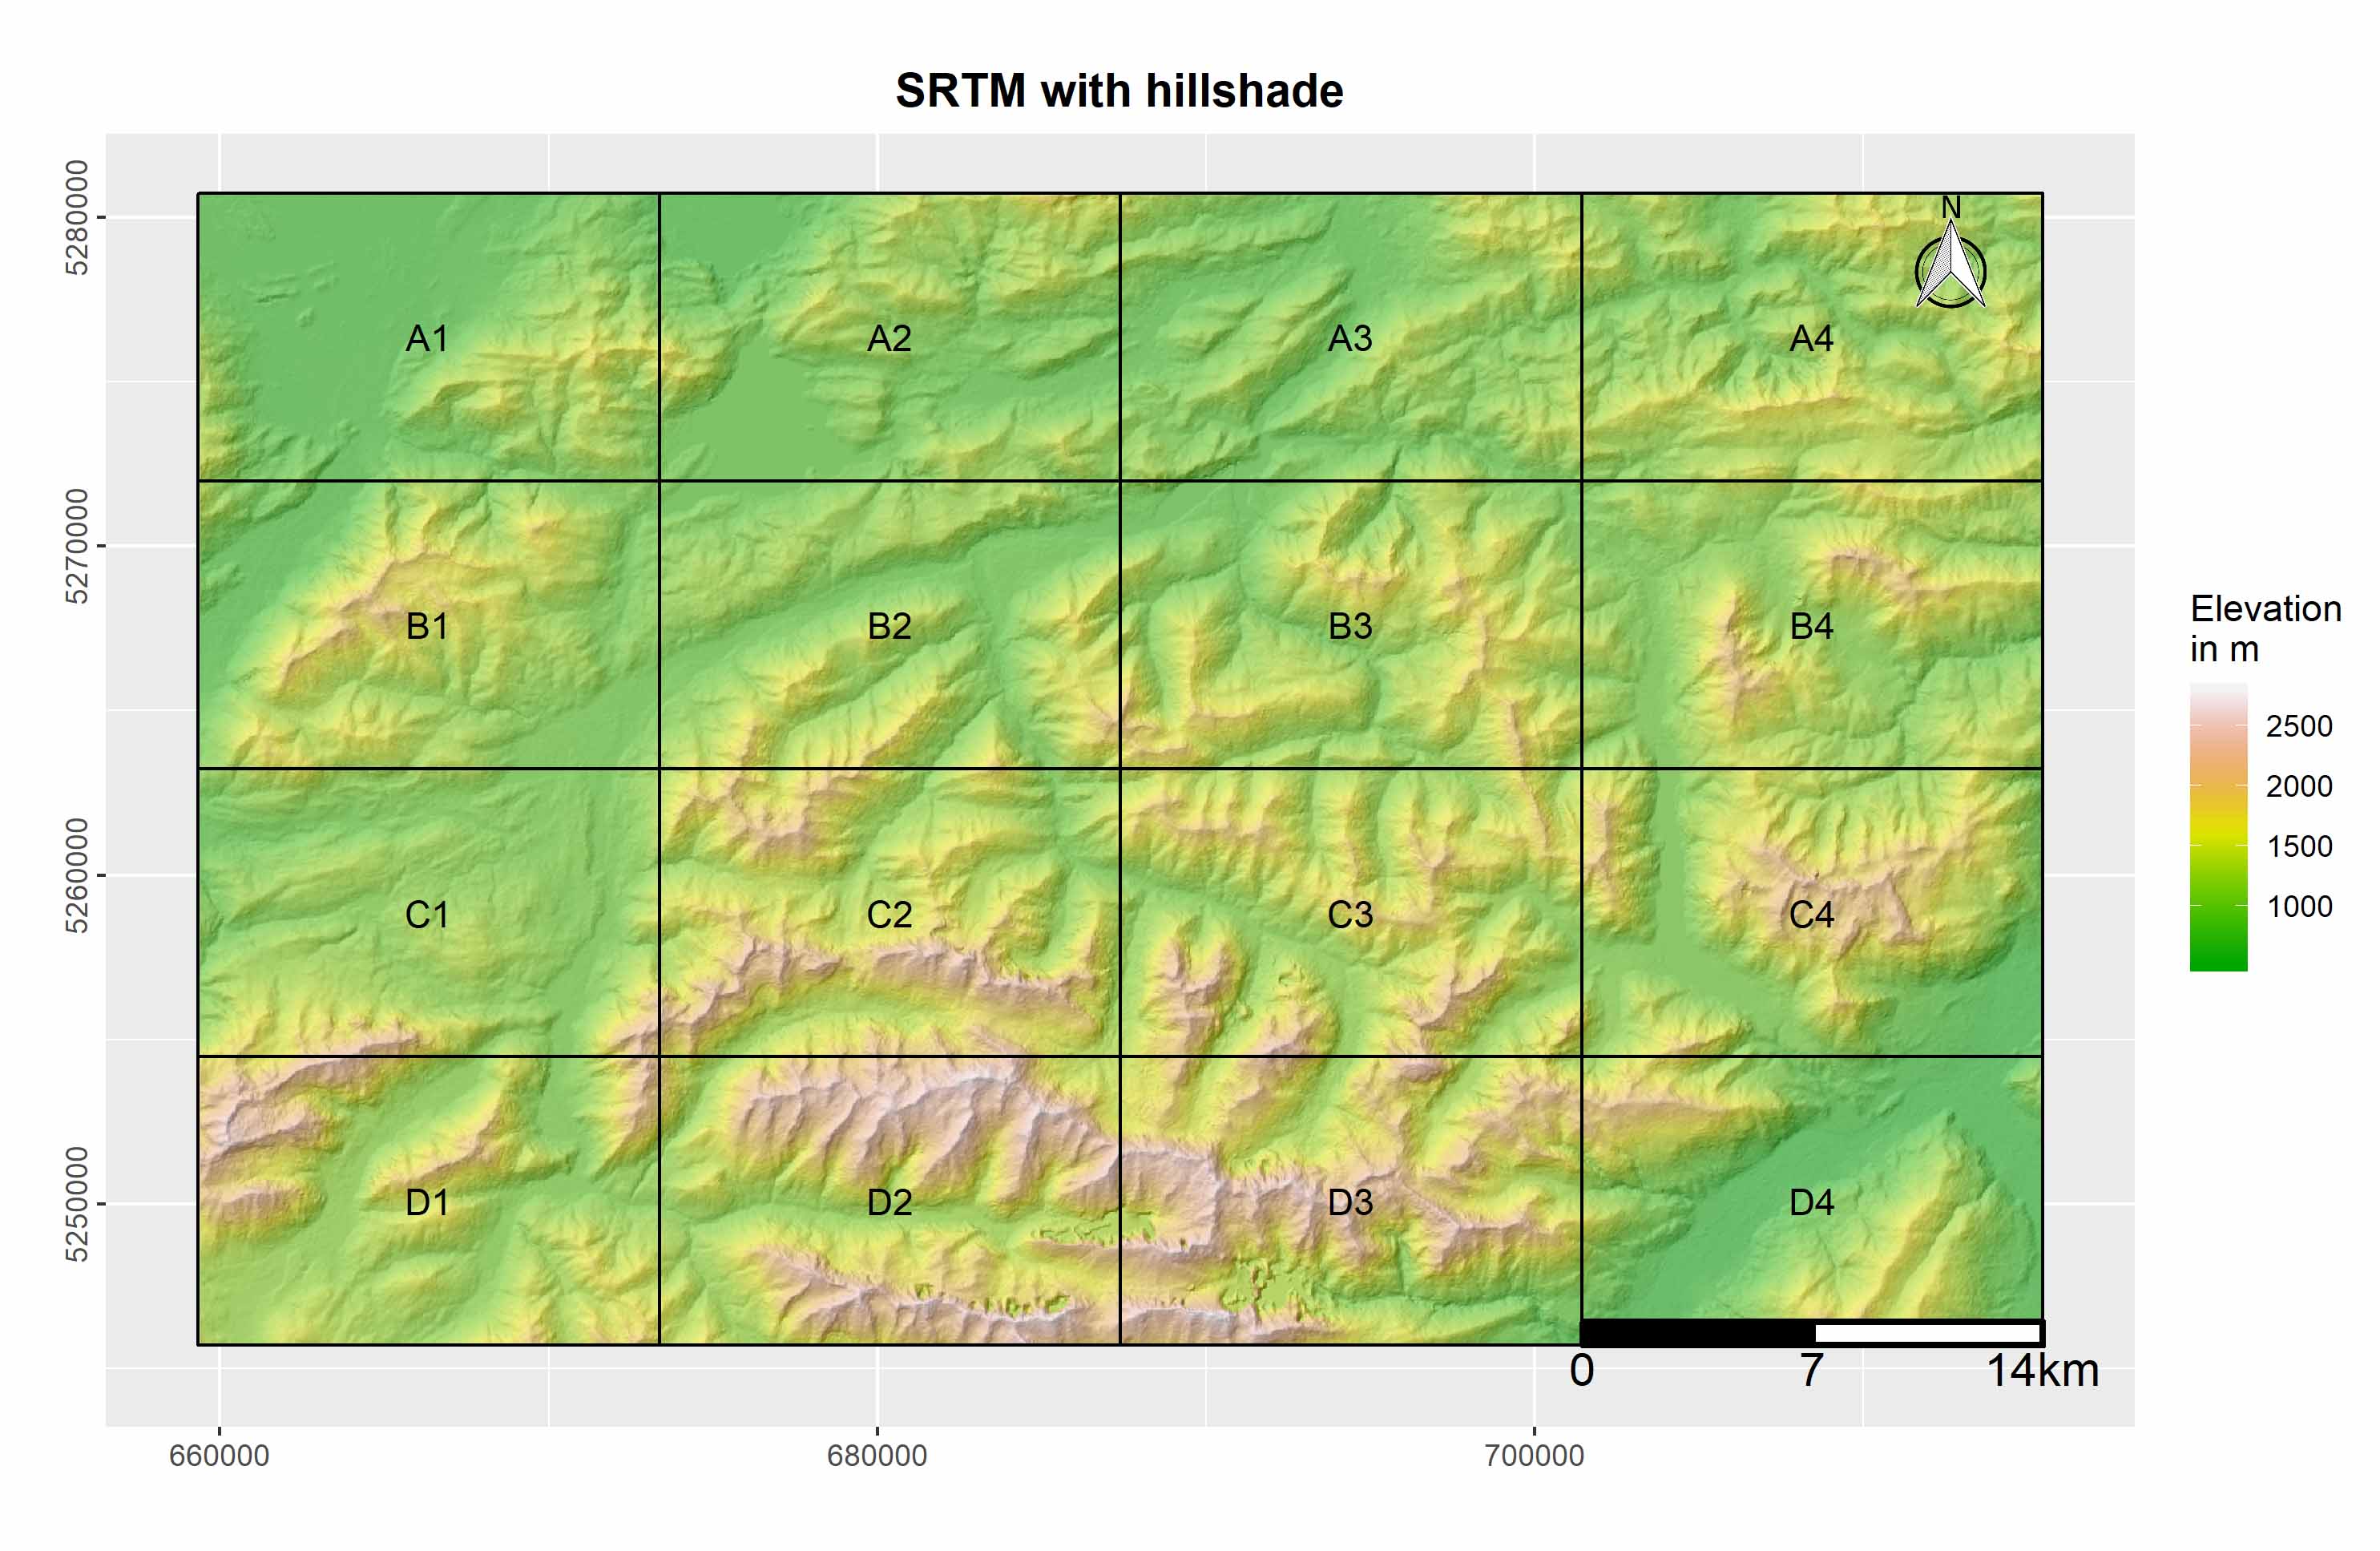 SRTM with hillshade
N
5280000
A1 A2 A3 A4
5270000
B1 B2 B3 B4
Elevation
in m
2500
2000
1500
1000
5260000
C1 C2 C3 C4
5250000
D1 D2 D3 D4
0 7 14km
660000 680000 700000